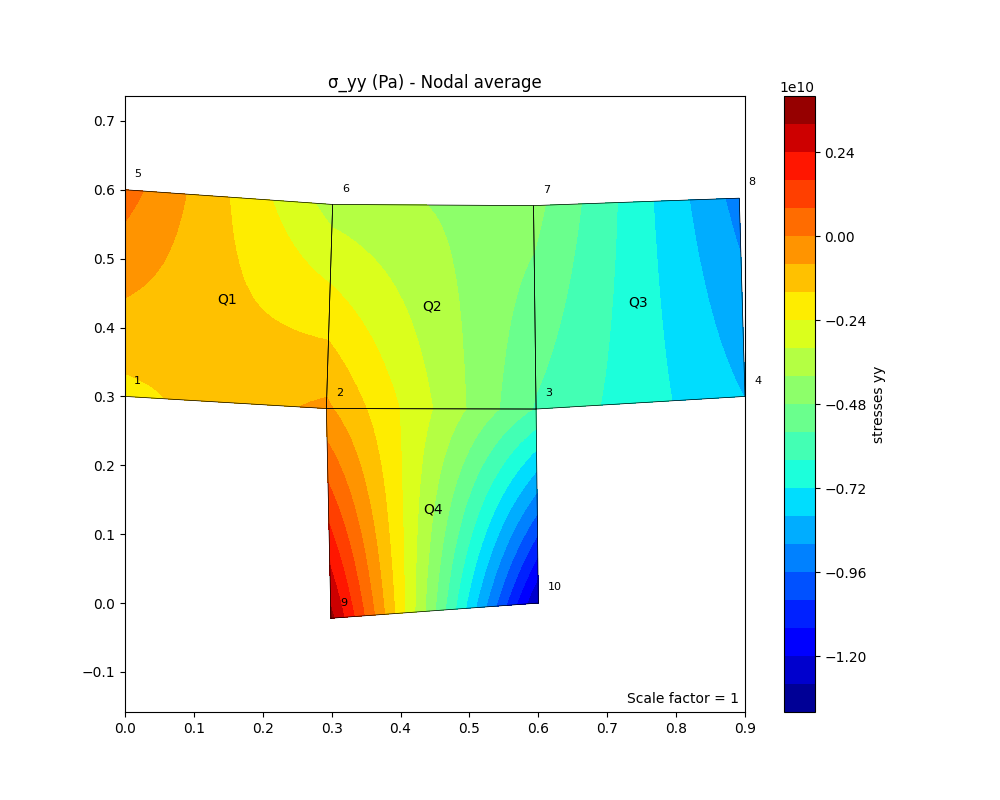 σ_yy (Pa) - Nodal average
1e10
0.7
0.6
0.5
0.4
0.3
0.2
0.1
0.0
−0.1
0.0 0.1 0.2 0.3 0.4 0.5 0.6 0.7 0.8 0.9
5
6
7
8
Q1
Q2
Q3
1
2
3
4
Q4
9
10
Scale factor = 1
0.24
0.00
−0.24
−0.48
−0.72
−0.96
−1.20
stresses yy